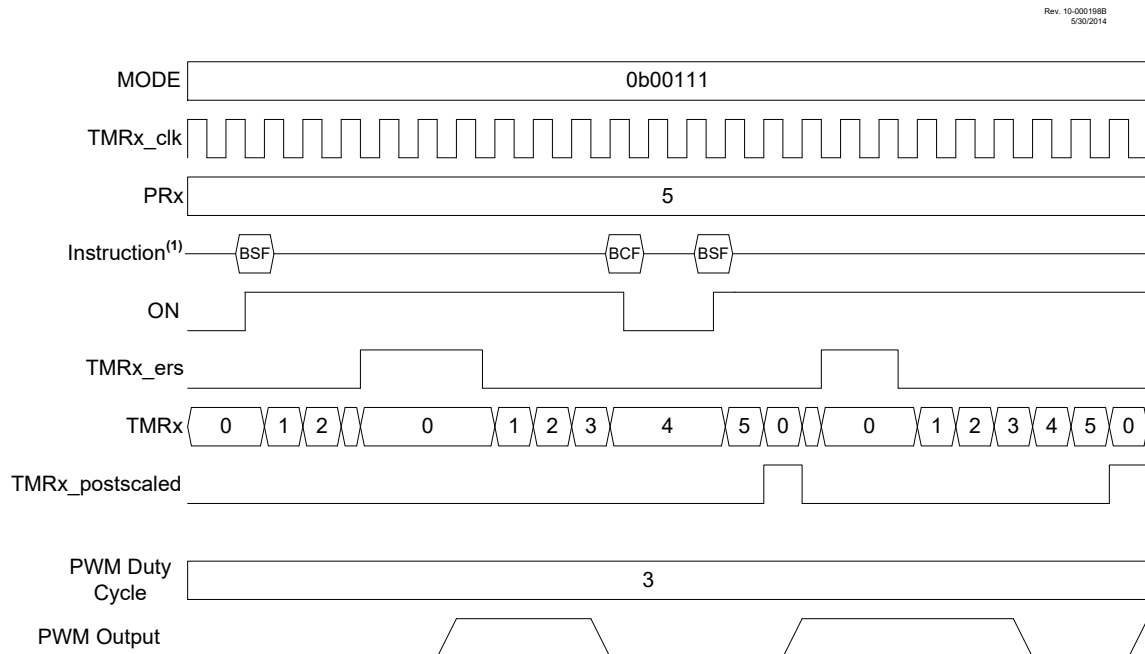 Rev. 10-000198B
5/30/2014
MODE 0b00111
TMRx_clk
PRx 5
Instruction(1) BSF BCF BSF
ON
TMRx_ers
TMRx 0 1 2 0 1 2 3 4 5 0 0 1 2 3 4 5 0
TMRx_postscaled
PWM Duty
Cycle 3
PWM Output